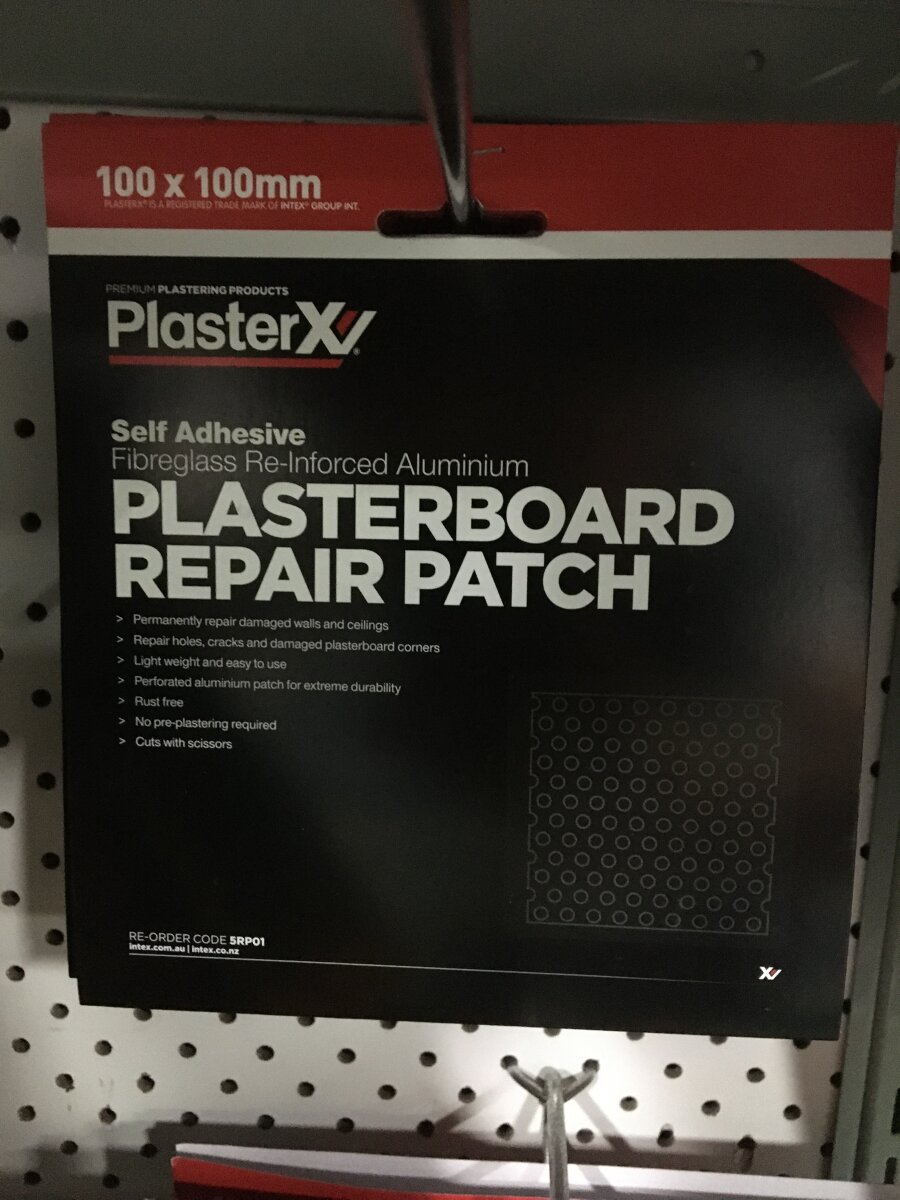 100 x 100mm
PLASTERX® IS A REGISTERED TRADE MARK OF INTEX® GROUP INT.
PREMIUM PLASTERING PRODUCTS
PlasterX®
Self Adhesive
Fibreglass Re-Inforced Aluminium
PLASTERBOARD
REPAIR PATCH
> Permanently repair damaged walls and ceilings
> Repair holes, cracks and damaged plasterboard corners
> Light weight and easy to use
> Perforated aluminium patch for extreme durability
> Rust free
> No pre-plastering required
> Cuts with scissors
RE-ORDER CODE 5RP01
intex.com.au | intex.co.nz
X